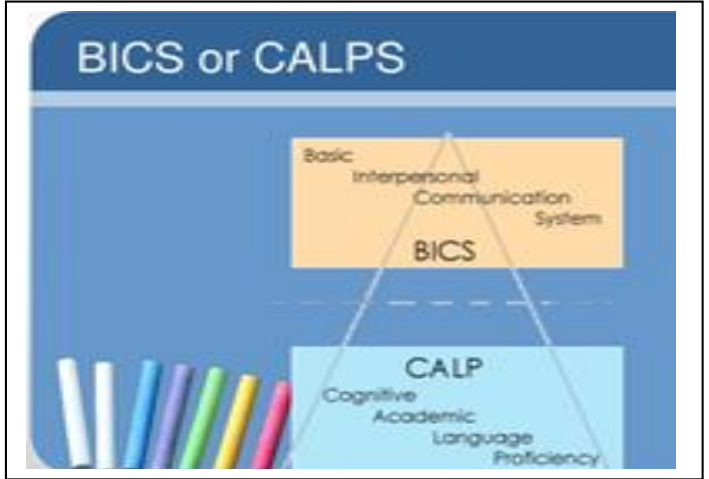 BICS or CALPS
Basic
Interpersonal
Communication
System
BICS
CALP
Cognitive
Academic
Language
Proficiency